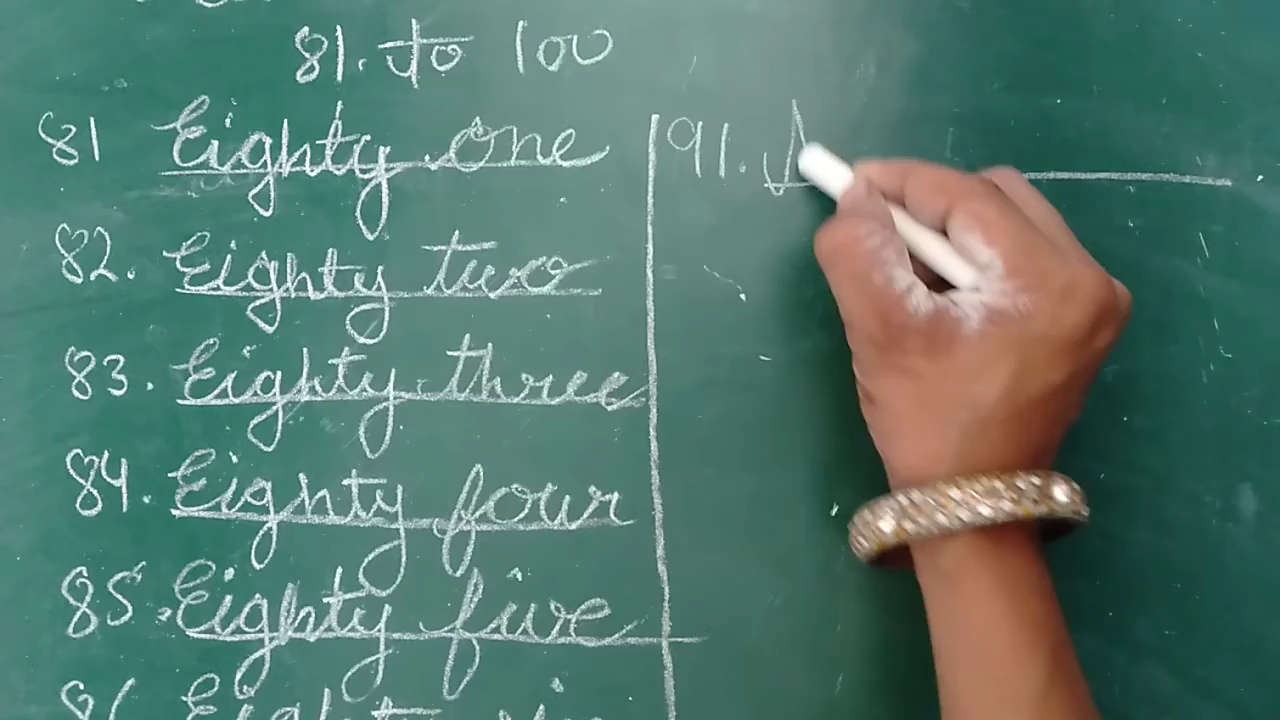 81. to 100
81 Eighty one
82. Eighty two
83. Eighty three
84. Eighty four
85. Eighty five
86 Eighty six
91.